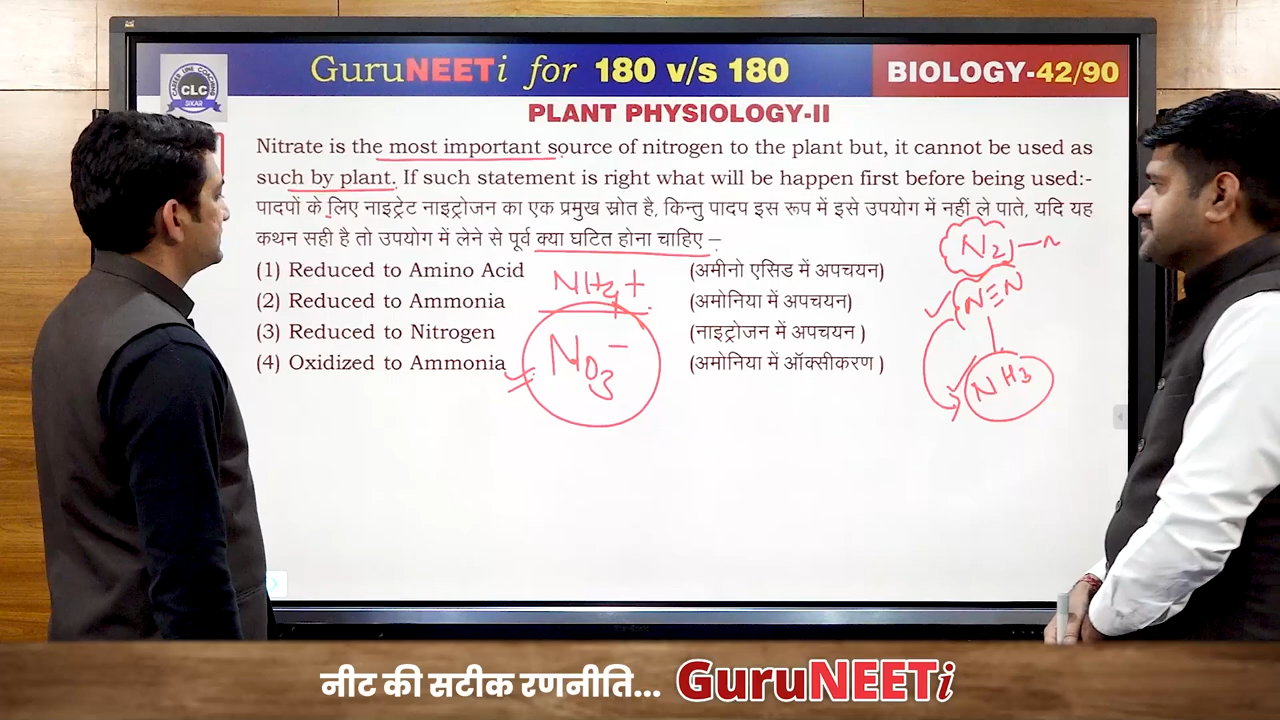 GuruNEETi for 180 v/s 180
BIOLOGY-42/90
CAREER LINE COACHING
CLC
SIKAR
PLANT PHYSIOLOGY-II
Nitrate is the most important source of nitrogen to the plant but, it cannot be used as
such by plant. If such statement is right what will be happen first before being used:-
पादपों के लिए नाइट्रेट नाइट्रोजन का एक प्रमुख स्रोत है, किन्तु पादप इस रूप में इसे उपयोग में नहीं ले पाते, यदि यह
कथन सही है तो उपयोग में लेने से पूर्व क्या घटित होना चाहिए –
N2
(1) Reduced to Amino Acid (अमीनो एसिड में अपचयन)
NH4+
(2) Reduced to Ammonia (अमोनिया में अपचयन)
N≡N
(3) Reduced to Nitrogen (नाइट्रोजन में अपचयन )
(4) Oxidized to Ammonia (अमोनिया में ऑक्सीकरण )
NO3-
NH3
नीट की सटीक रणनीति... GuruNEETi